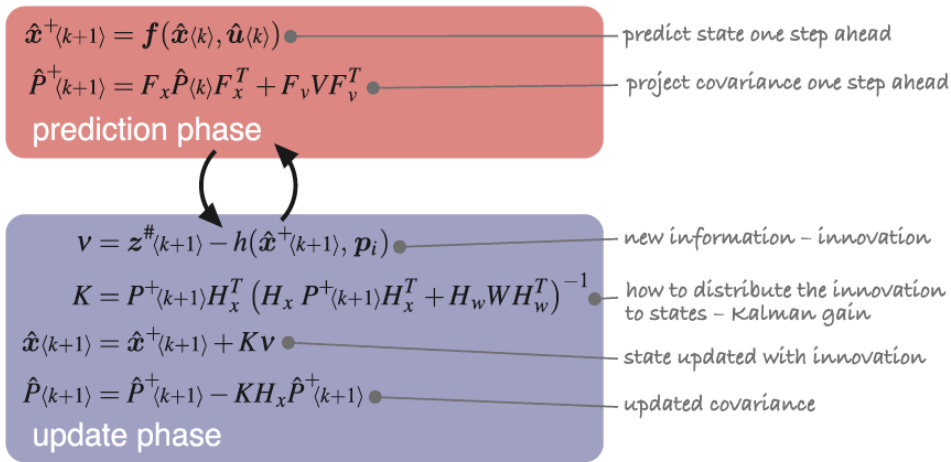 x̂⁺⟨k+1⟩ = f(x̂⟨k⟩, û⟨k⟩)
predict state one step ahead
P̂⁺⟨k+1⟩ = FₓP̂⟨k⟩Fₓᵀ + FᵥVFᵥᵀ
project covariance one step ahead
prediction phase
ν = z^#⟨k+1⟩ − h(x̂⁺⟨k+1⟩, pᵢ)
new information – innovation
K = P⁺⟨k+1⟩Hₓᵀ (Hₓ P⁺⟨k+1⟩Hₓᵀ + H_wWH_wᵀ)⁻¹
how to distribute the innovation
to states – Kalman gain
x̂⟨k+1⟩ = x̂⁺⟨k+1⟩ + Kν
state updated with innovation
P̂⟨k+1⟩ = P̂⁺⟨k+1⟩ − KHₓP̂⁺⟨k+1⟩
updated covariance
update phase